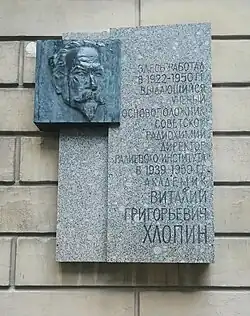 ЗДЕСЬ РАБОТАЛ
В 1922-1950 ГГ.
ВЫДАЮЩИЙСЯ
УЧЕНЫЙ
ОСНОВОПОЛОЖНИК
СОВЕТСКОЙ
РАДИОХИМИИ
ДИРЕКТОР
РАДИЕВОГО ИНСТИТУТА
В 1939-1950 ГГ.
АКАДЕМИК
ВИТАЛИЙ
ГРИГОРЬЕВИЧ
ХЛОПИН